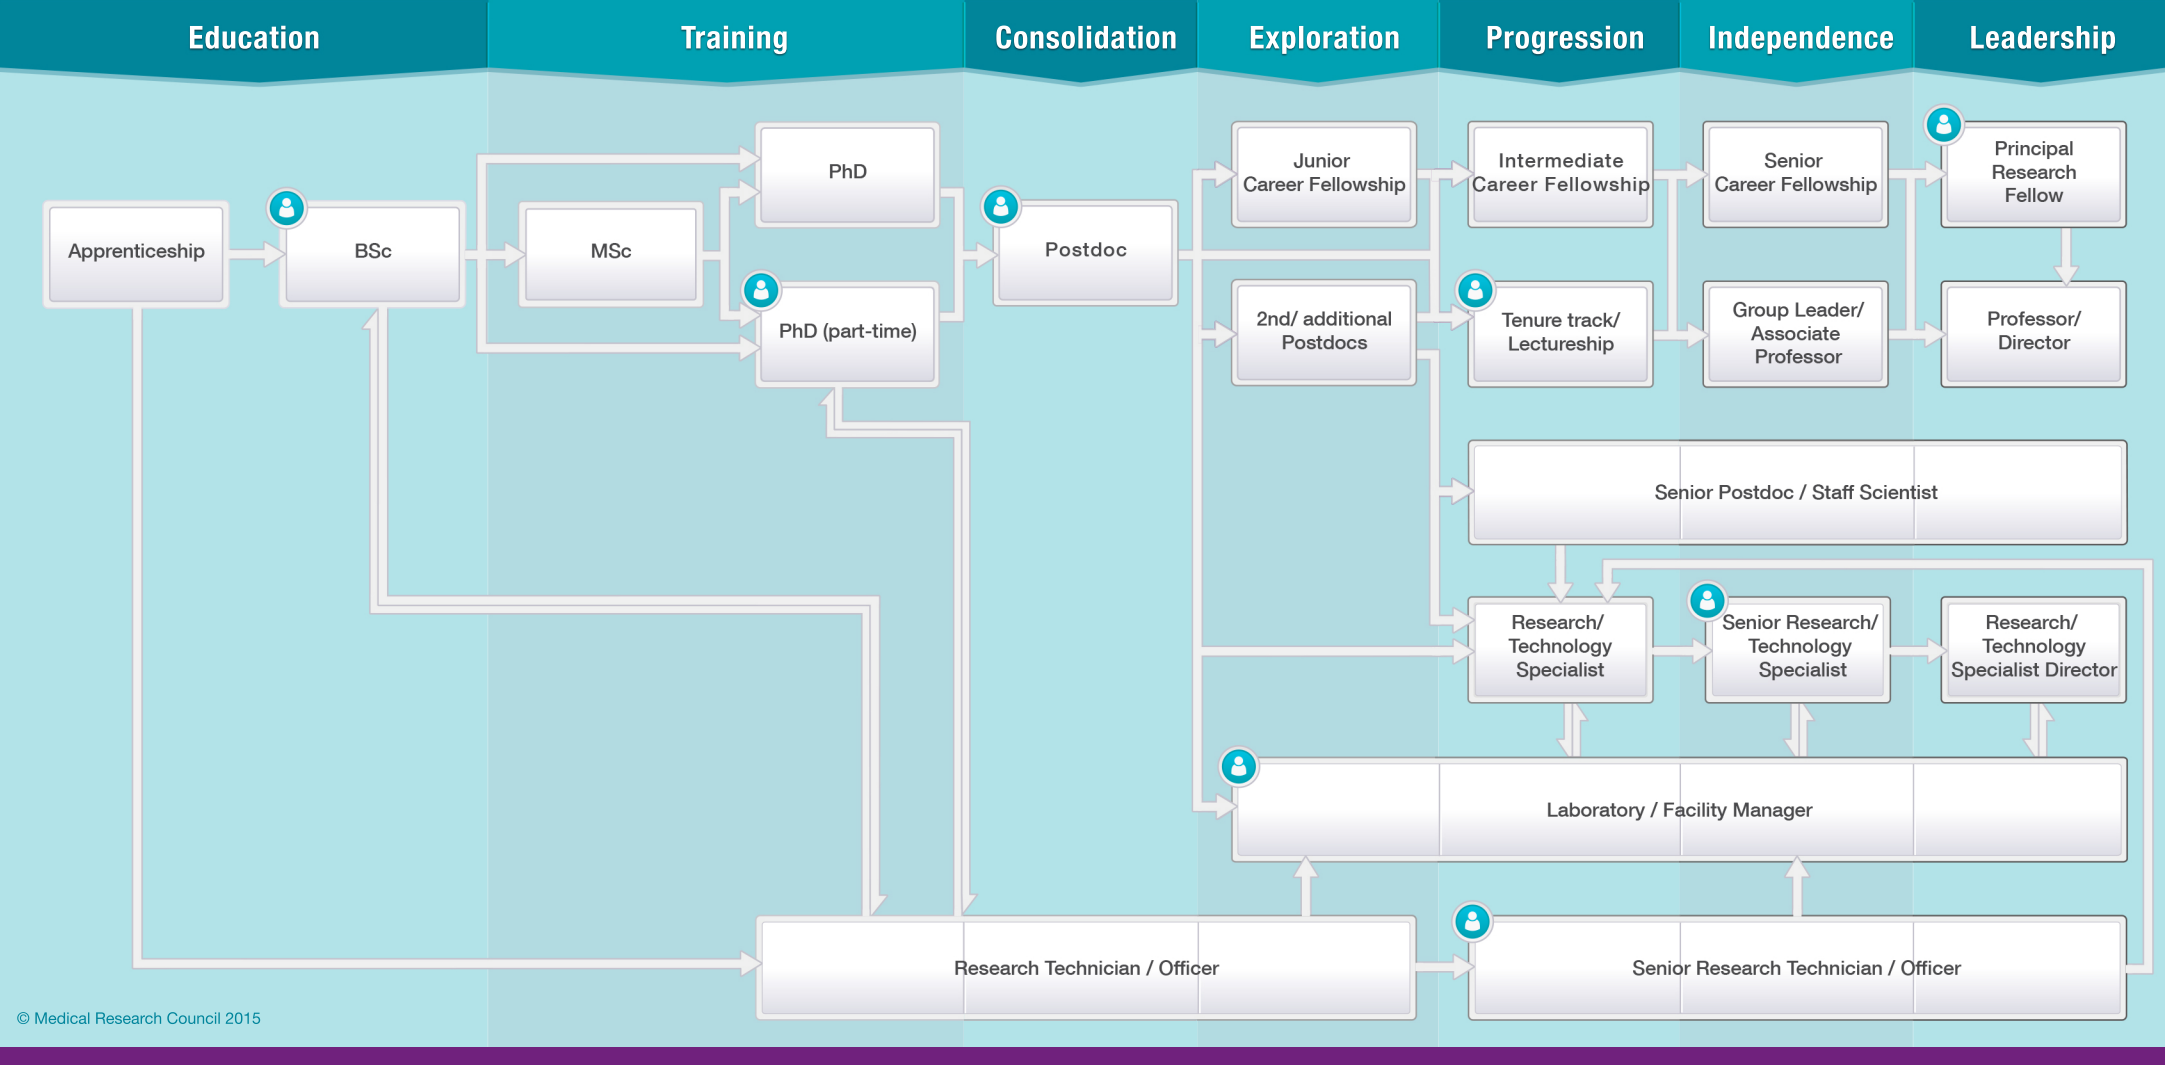 Education
Training
Consolidation
Exploration
Progression
Independence
Leadership
Apprenticeship
BSc
MSc
PhD
PhD (part-time)
Postdoc
Junior
Career Fellowship
2nd/ additional
Postdocs
Intermediate
Career Fellowship
Tenure track/
Lectureship
Senior
Career Fellowship
Group Leader/
Associate
Professor
Principal
Research
Fellow
Professor/
Director
Senior Postdoc / Staff Scientist
Research/
Technology
Specialist
Senior Research/
Technology
Specialist
Research/
Technology
Specialist Director
Laboratory / Facility Manager
Research Technician / Officer
Senior Research Technician / Officer
© Medical Research Council 2015